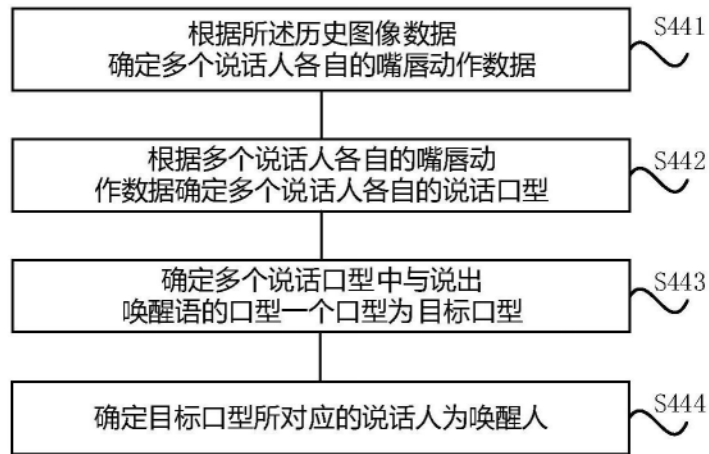 根据所述历史图像数据
确定多个说话人各自的嘴唇动作数据
S441
根据多个说话人各自的嘴唇动
作数据确定多个说话人各自的说话口型
S442
确定多个说话口型中与说出
唤醒语的口型一个口型为目标口型
S443
确定目标口型所对应的说话人为唤醒人
S444